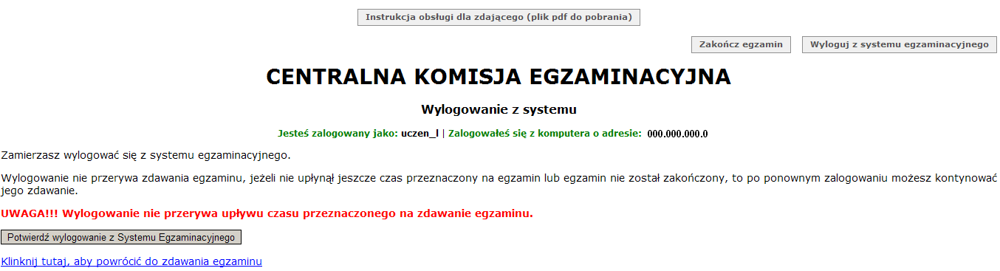 Instrukcja obsługi dla zdającego (plik pdf do pobrania)
Zakończ egzamin
Wyloguj z systemu egzaminacyjnego
CENTRALNA KOMISJA EGZAMINACYJNA
Wylogowanie z systemu
Jesteś zalogowany jako: uczen_l | Zalogowałeś się z komputera o adresie: 000.000.000.0
Zamierzasz wylogować się z systemu egzaminacyjnego.
Wylogowanie nie przerywa zdawania egzaminu, jeżeli nie upłynął jeszcze czas przeznaczony na egzamin lub egzamin nie został zakończony, to po ponownym zalogowaniu możesz kontynować
jego zdawanie.
UWAGA!!! Wylogowanie nie przerywa upływu czasu przeznaczonego na zdawanie egzaminu.
Potwierdź wylogowanie z Systemu Egzaminacyjnego
Klinknij tutaj, aby powrócić do zdawania egzaminu